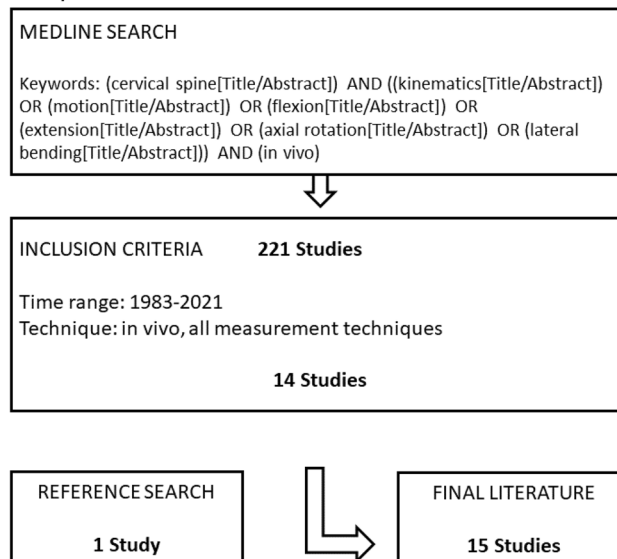 MEDLINE SEARCH
Keywords: (cervical spine[Title/Abstract]) AND ((kinematics[Title/Abstract])
OR (motion[Title/Abstract]) OR (flexion[Title/Abstract]) OR
(extension[Title/Abstract]) OR (axial rotation[Title/Abstract]) OR (lateral
bending[Title/Abstract])) AND (in vivo)
INCLUSION CRITERIA 221 Studies
Time range: 1983-2021
Technique: in vivo, all measurement techniques
14 Studies
REFERENCE SEARCH
1 Study
FINAL LITERATURE
15 Studies